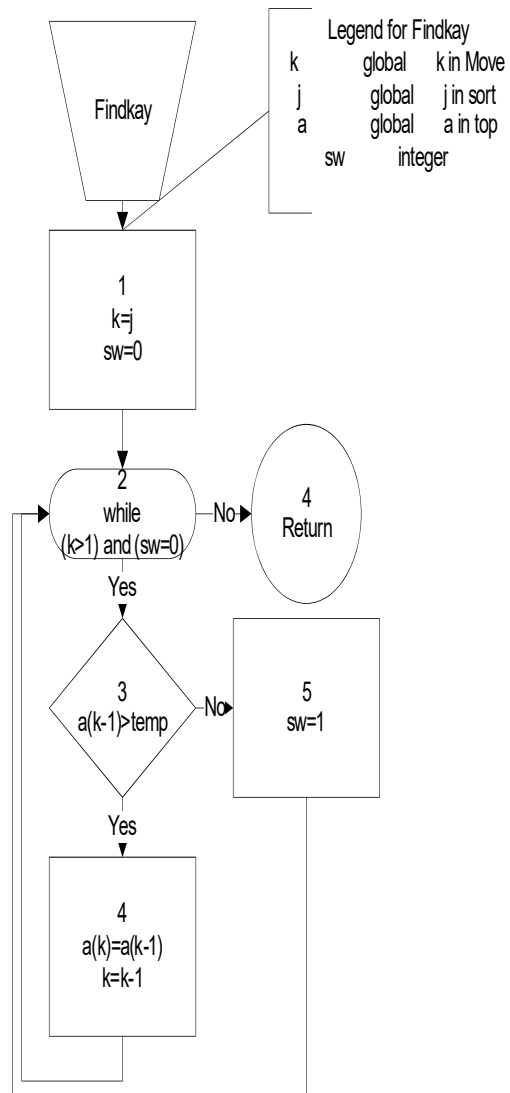 Findkay
Legend for Findkay
k global k in Move
j global j in sort
a global a in top
sw integer
1
k=j
sw=0
2
while
(k>1) and (sw=0)
No
4
Return
Yes
3
a(k-1)>temp
No
5
sw=1
Yes
4
a(k)=a(k-1)
k=k-1